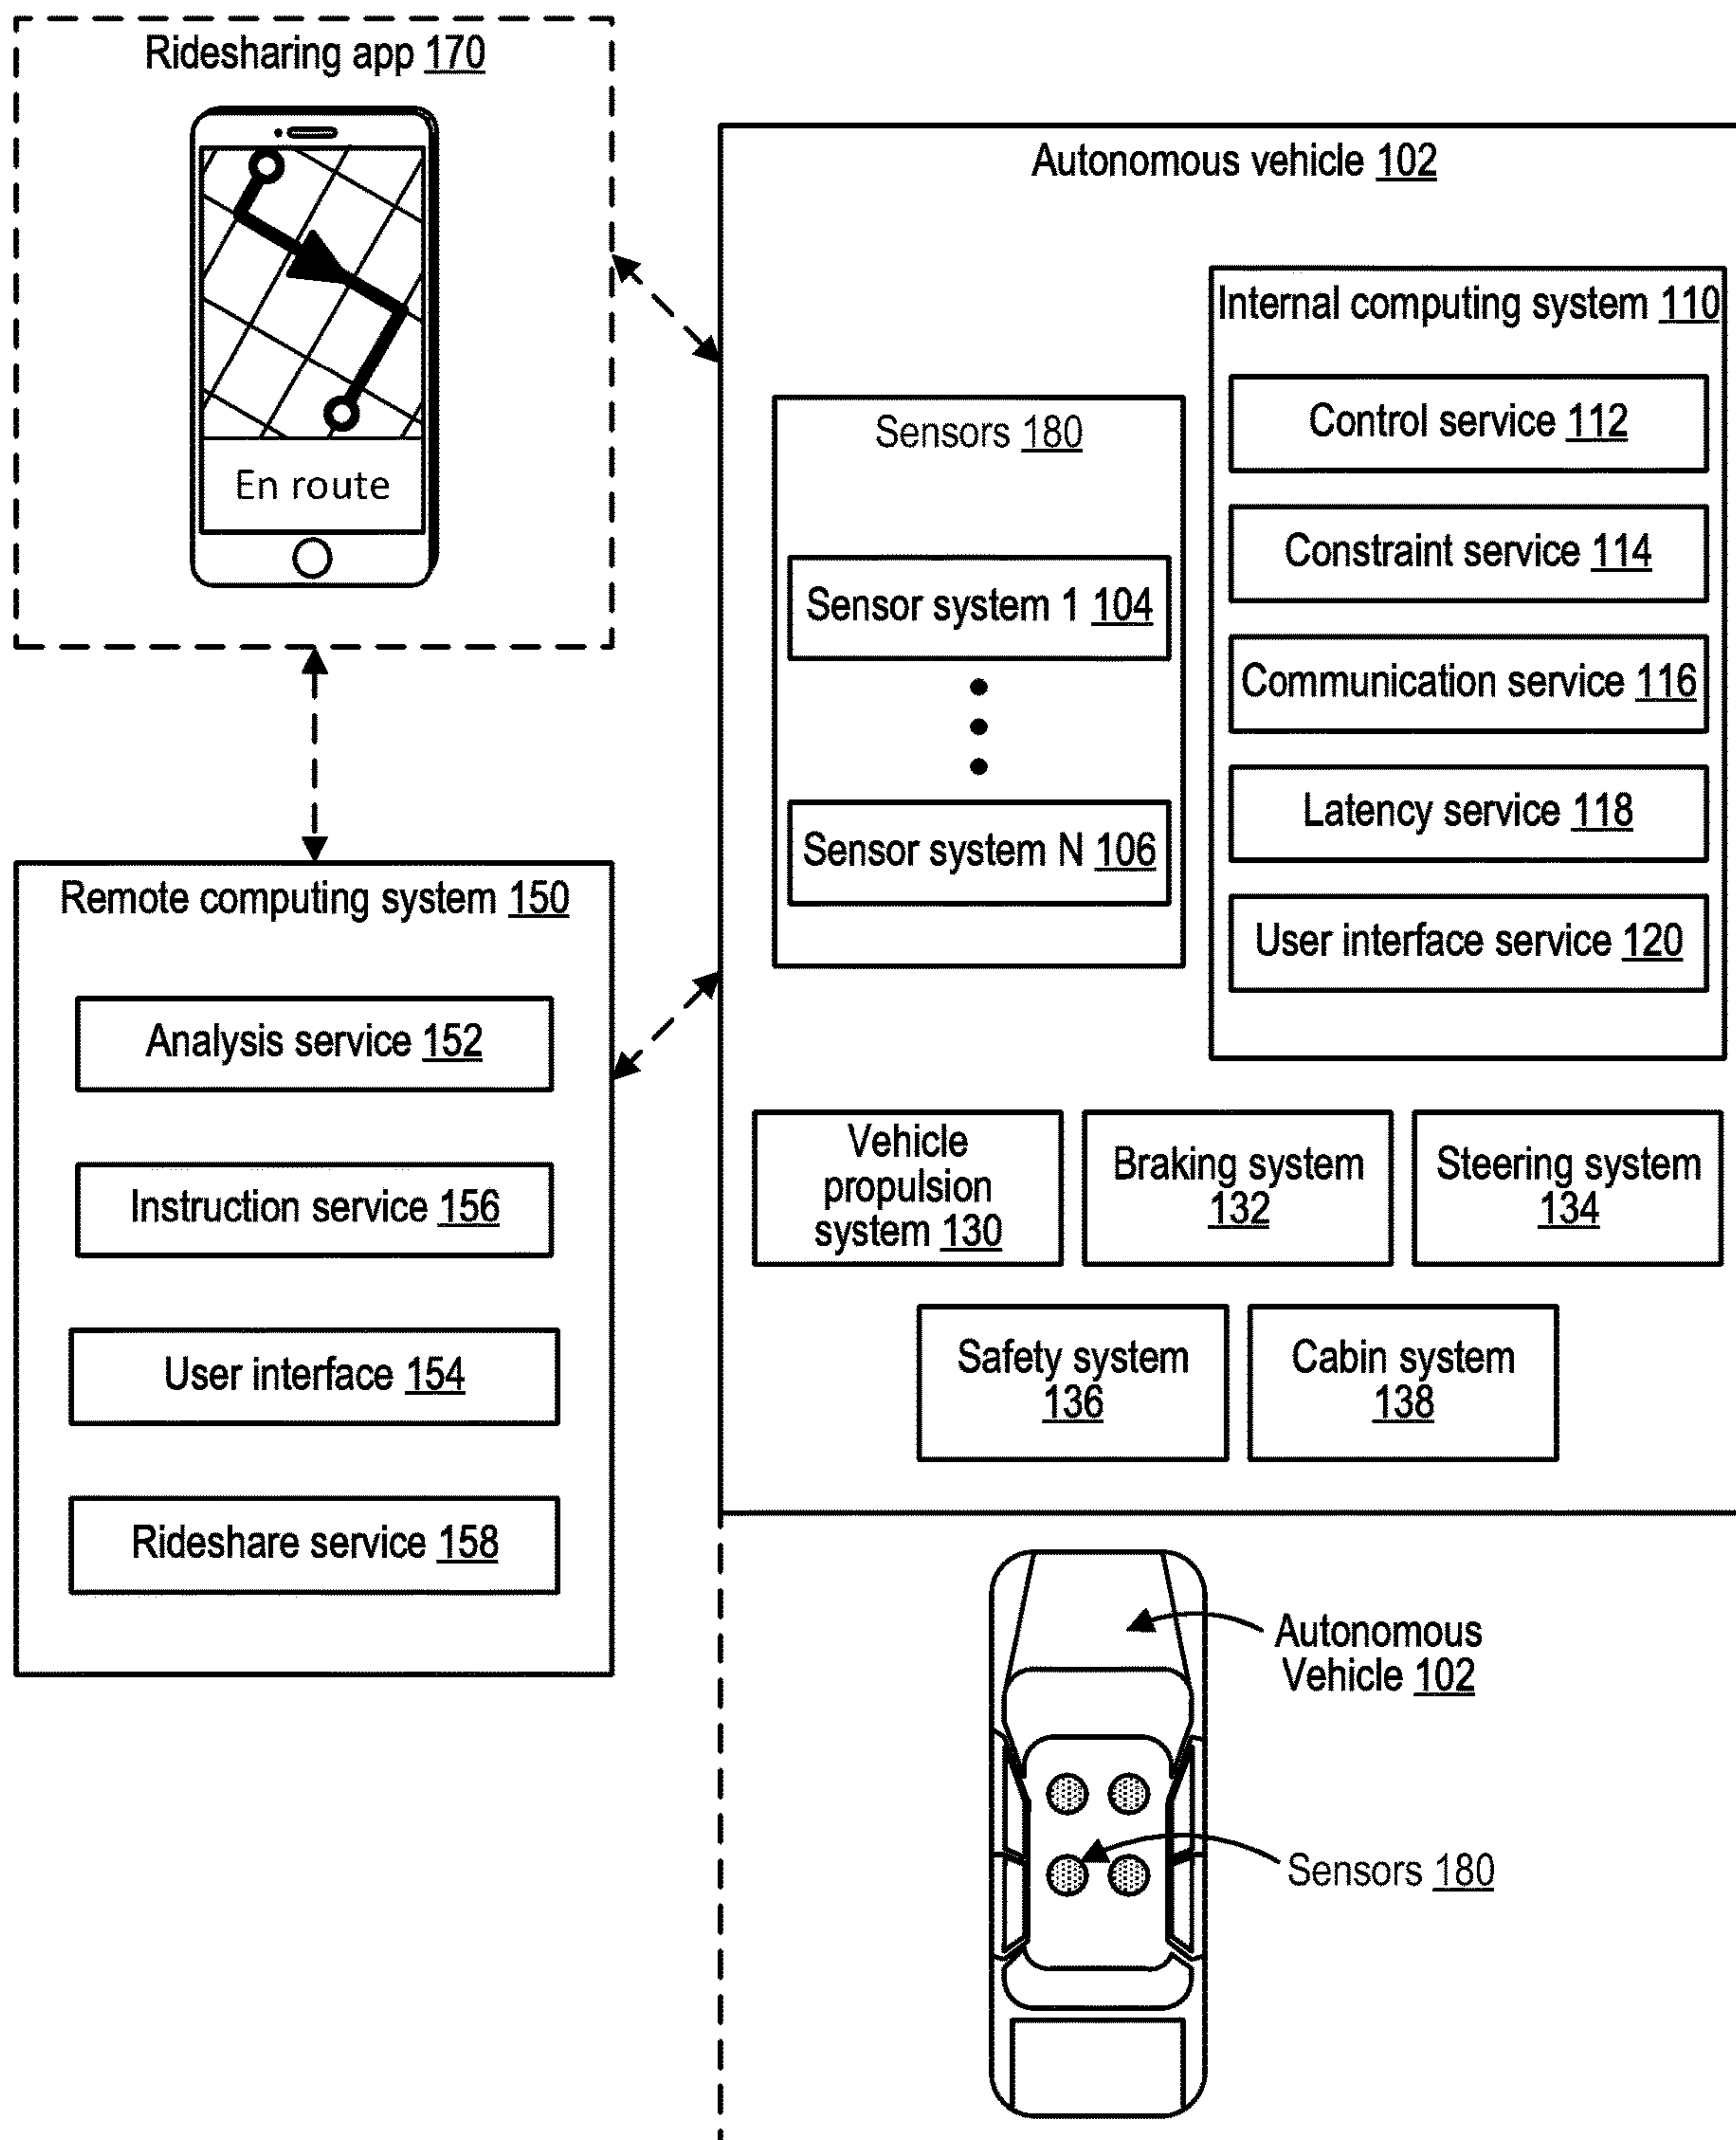 Ridesharing app 170
En route
Autonomous vehicle 102
Sensors 180
Sensor system 1 104
Sensor system N 106
Internal computing system 110
Control service 112
Constraint service 114
Communication service 116
Latency service 118
User interface service 120
Remote computing system 150
Analysis service 152
Instruction service 156
User interface 154
Rideshare service 158
Vehicle
propulsion
system 130
Braking system
132
Steering system
134
Safety system
136
Cabin system
138
Autonomous
Vehicle 102
Sensors 180